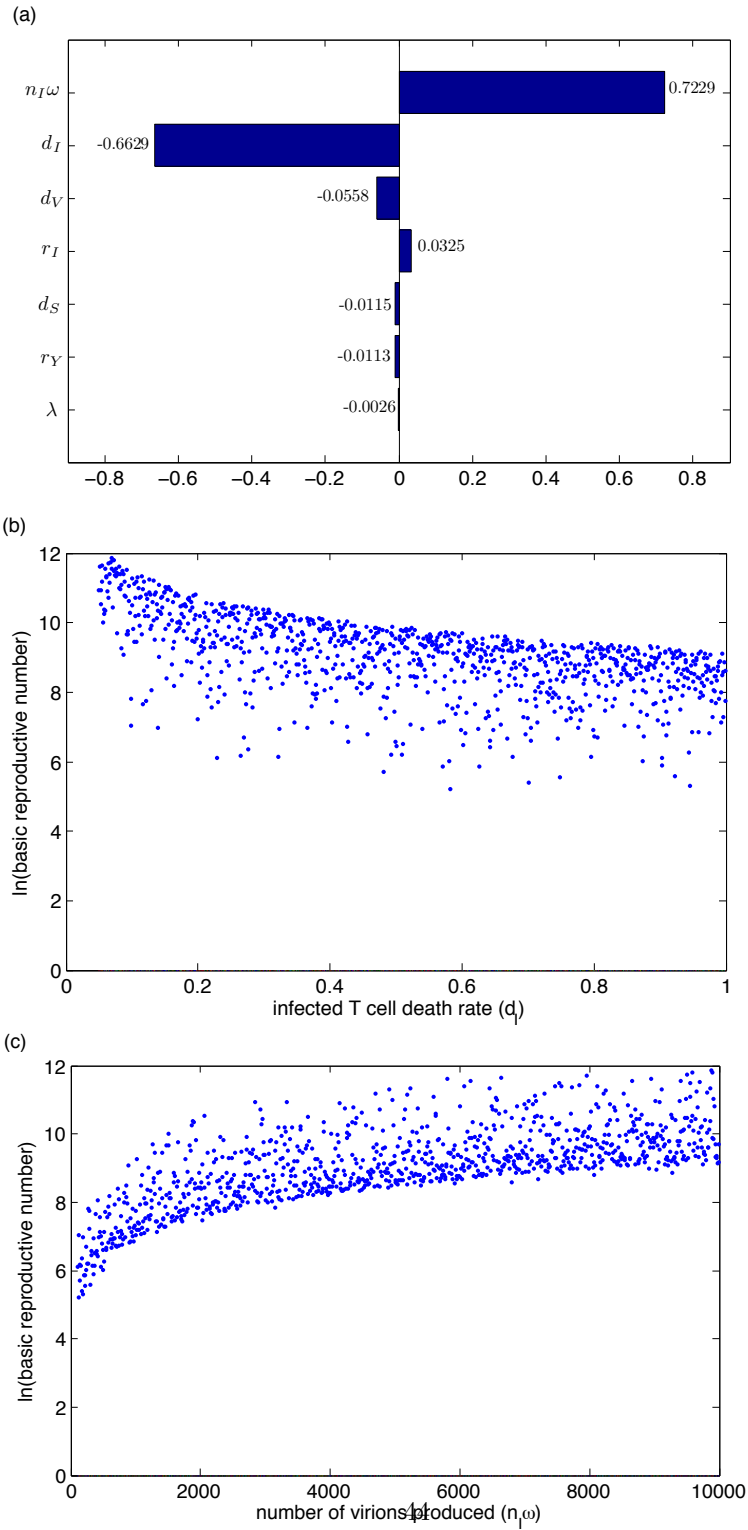 (a)
n_I ω
0.7229
d_I
-0.6629
d_V
-0.0558
r_I
0.0325
d_S
-0.0115
r_Y
-0.0113
λ
-0.0026
−0.8 −0.6 −0.4 −0.2 0 0.2 0.4 0.6 0.8
(b)
12
10
8
6
4
2
0
ln(basic reproductive number)
0 0.2 0.4 0.6 0.8 1
infected T cell death rate (d_I)
(c)
12
10
8
6
4
2
0
ln(basic reproductive number)
0 2000 4000 6000 8000 10000
number of virions produced (n_I ω)
44